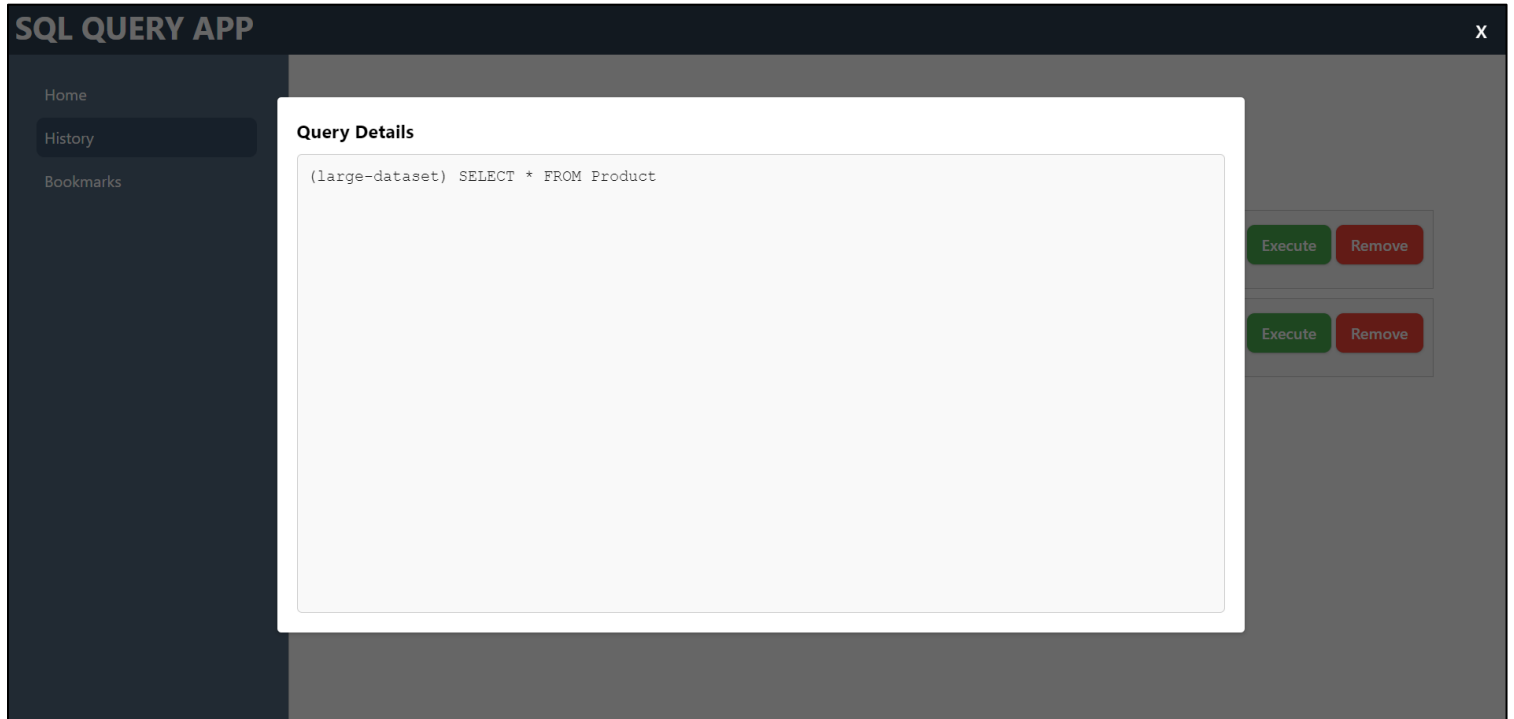 SQL QUERY APP
X
Home
History
Bookmarks
Query Details
(large-dataset) SELECT * FROM Product
Execute Remove
Execute Remove